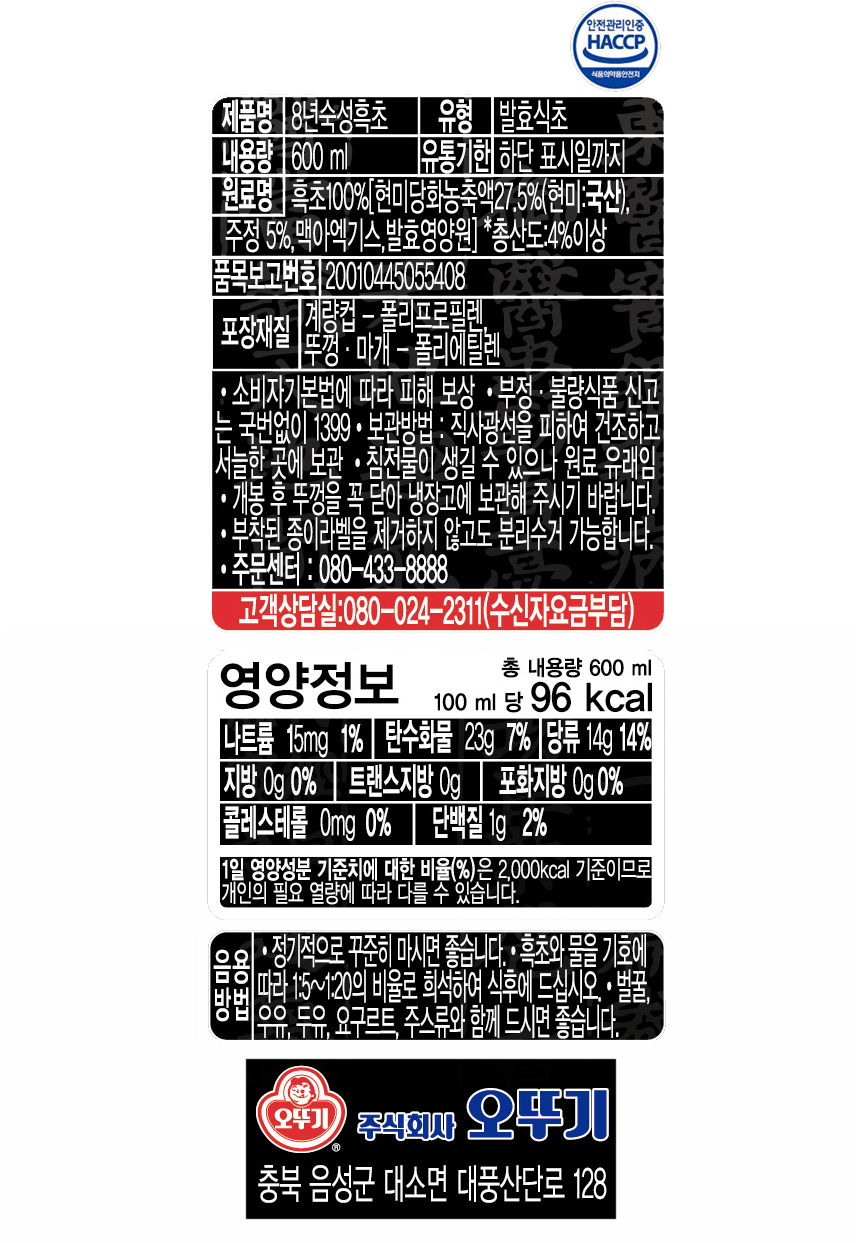 안전관리인증
HACCP
식품의약품안전처
제품명 8년숙성흑초 유형 발효식초
내용량 600 ml 유통기한 하단 표시일까지
원료명 흑초100%[현미당화농축액27.5%(현미:국산),
주정 5%,맥아엑기스,발효영양원] *총산도:4%이상
품목보고번호 20010445055408
포장재질 계량컵 – 폴리프로필렌,
뚜껑·마개 – 폴리에틸렌
• 소비자기본법에 따라 피해 보상 • 부정·불량식품 신고
는 국번없이 1399 • 보관방법 : 직사광선을 피하여 건조하고
서늘한 곳에 보관 • 침전물이 생길 수 있으나 원료 유래임
• 개봉 후 뚜껑을 꼭 닫아 냉장고에 보관해 주시기 바랍니다.
• 부착된 종이라벨을 제거하지 않고도 분리수거 가능합니다.
• 주문센터 : 080-433-8888
고객상담실:080-024-2311(수신자요금부담)
영양정보 총 내용량 600 ml
100 ml 당 96 kcal
나트륨 15mg 1% 탄수화물 23g 7% 당류 14g 14%
지방 0g 0% 트랜스지방 0g 포화지방 0g 0%
콜레스테롤 0mg 0% 단백질 1g 2%
1일 영양성분 기준치에 대한 비율(%)은 2,000kcal 기준이므로
개인의 필요 열량에 따라 다를 수 있습니다.
음용방법
• 정기적으로 꾸준히 마시면 좋습니다. • 흑초와 물을 기호에
따라 1:5~1:20의 비율로 희석하여 식후에 드십시오. • 벌꿀,
우유, 두유, 요구르트, 주스류와 함께 드시면 좋습니다.
오뚜기 ® 주식회사 오뚜기
충북 음성군 대소면 대풍산단로 128